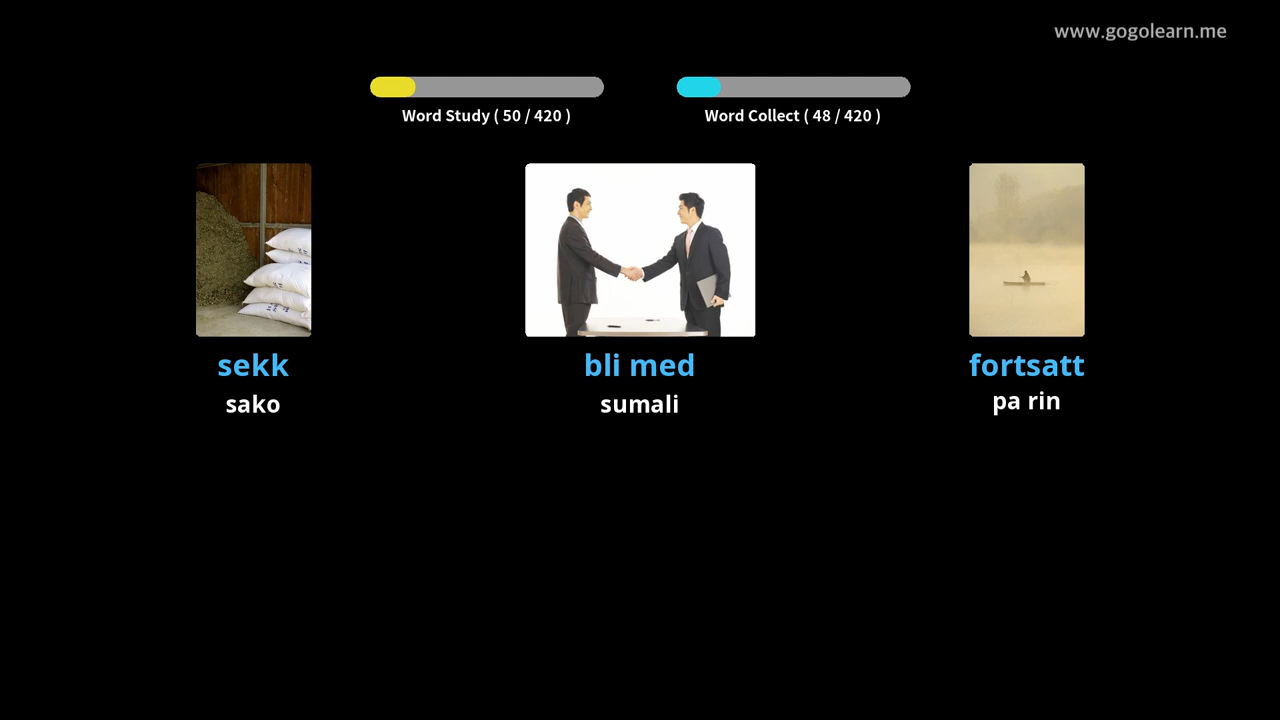 www.gogolearn.me
Word Study ( 50 / 420 )
Word Collect ( 48 / 420 )
sekk
sako
bli med
sumali
fortsatt
pa rin